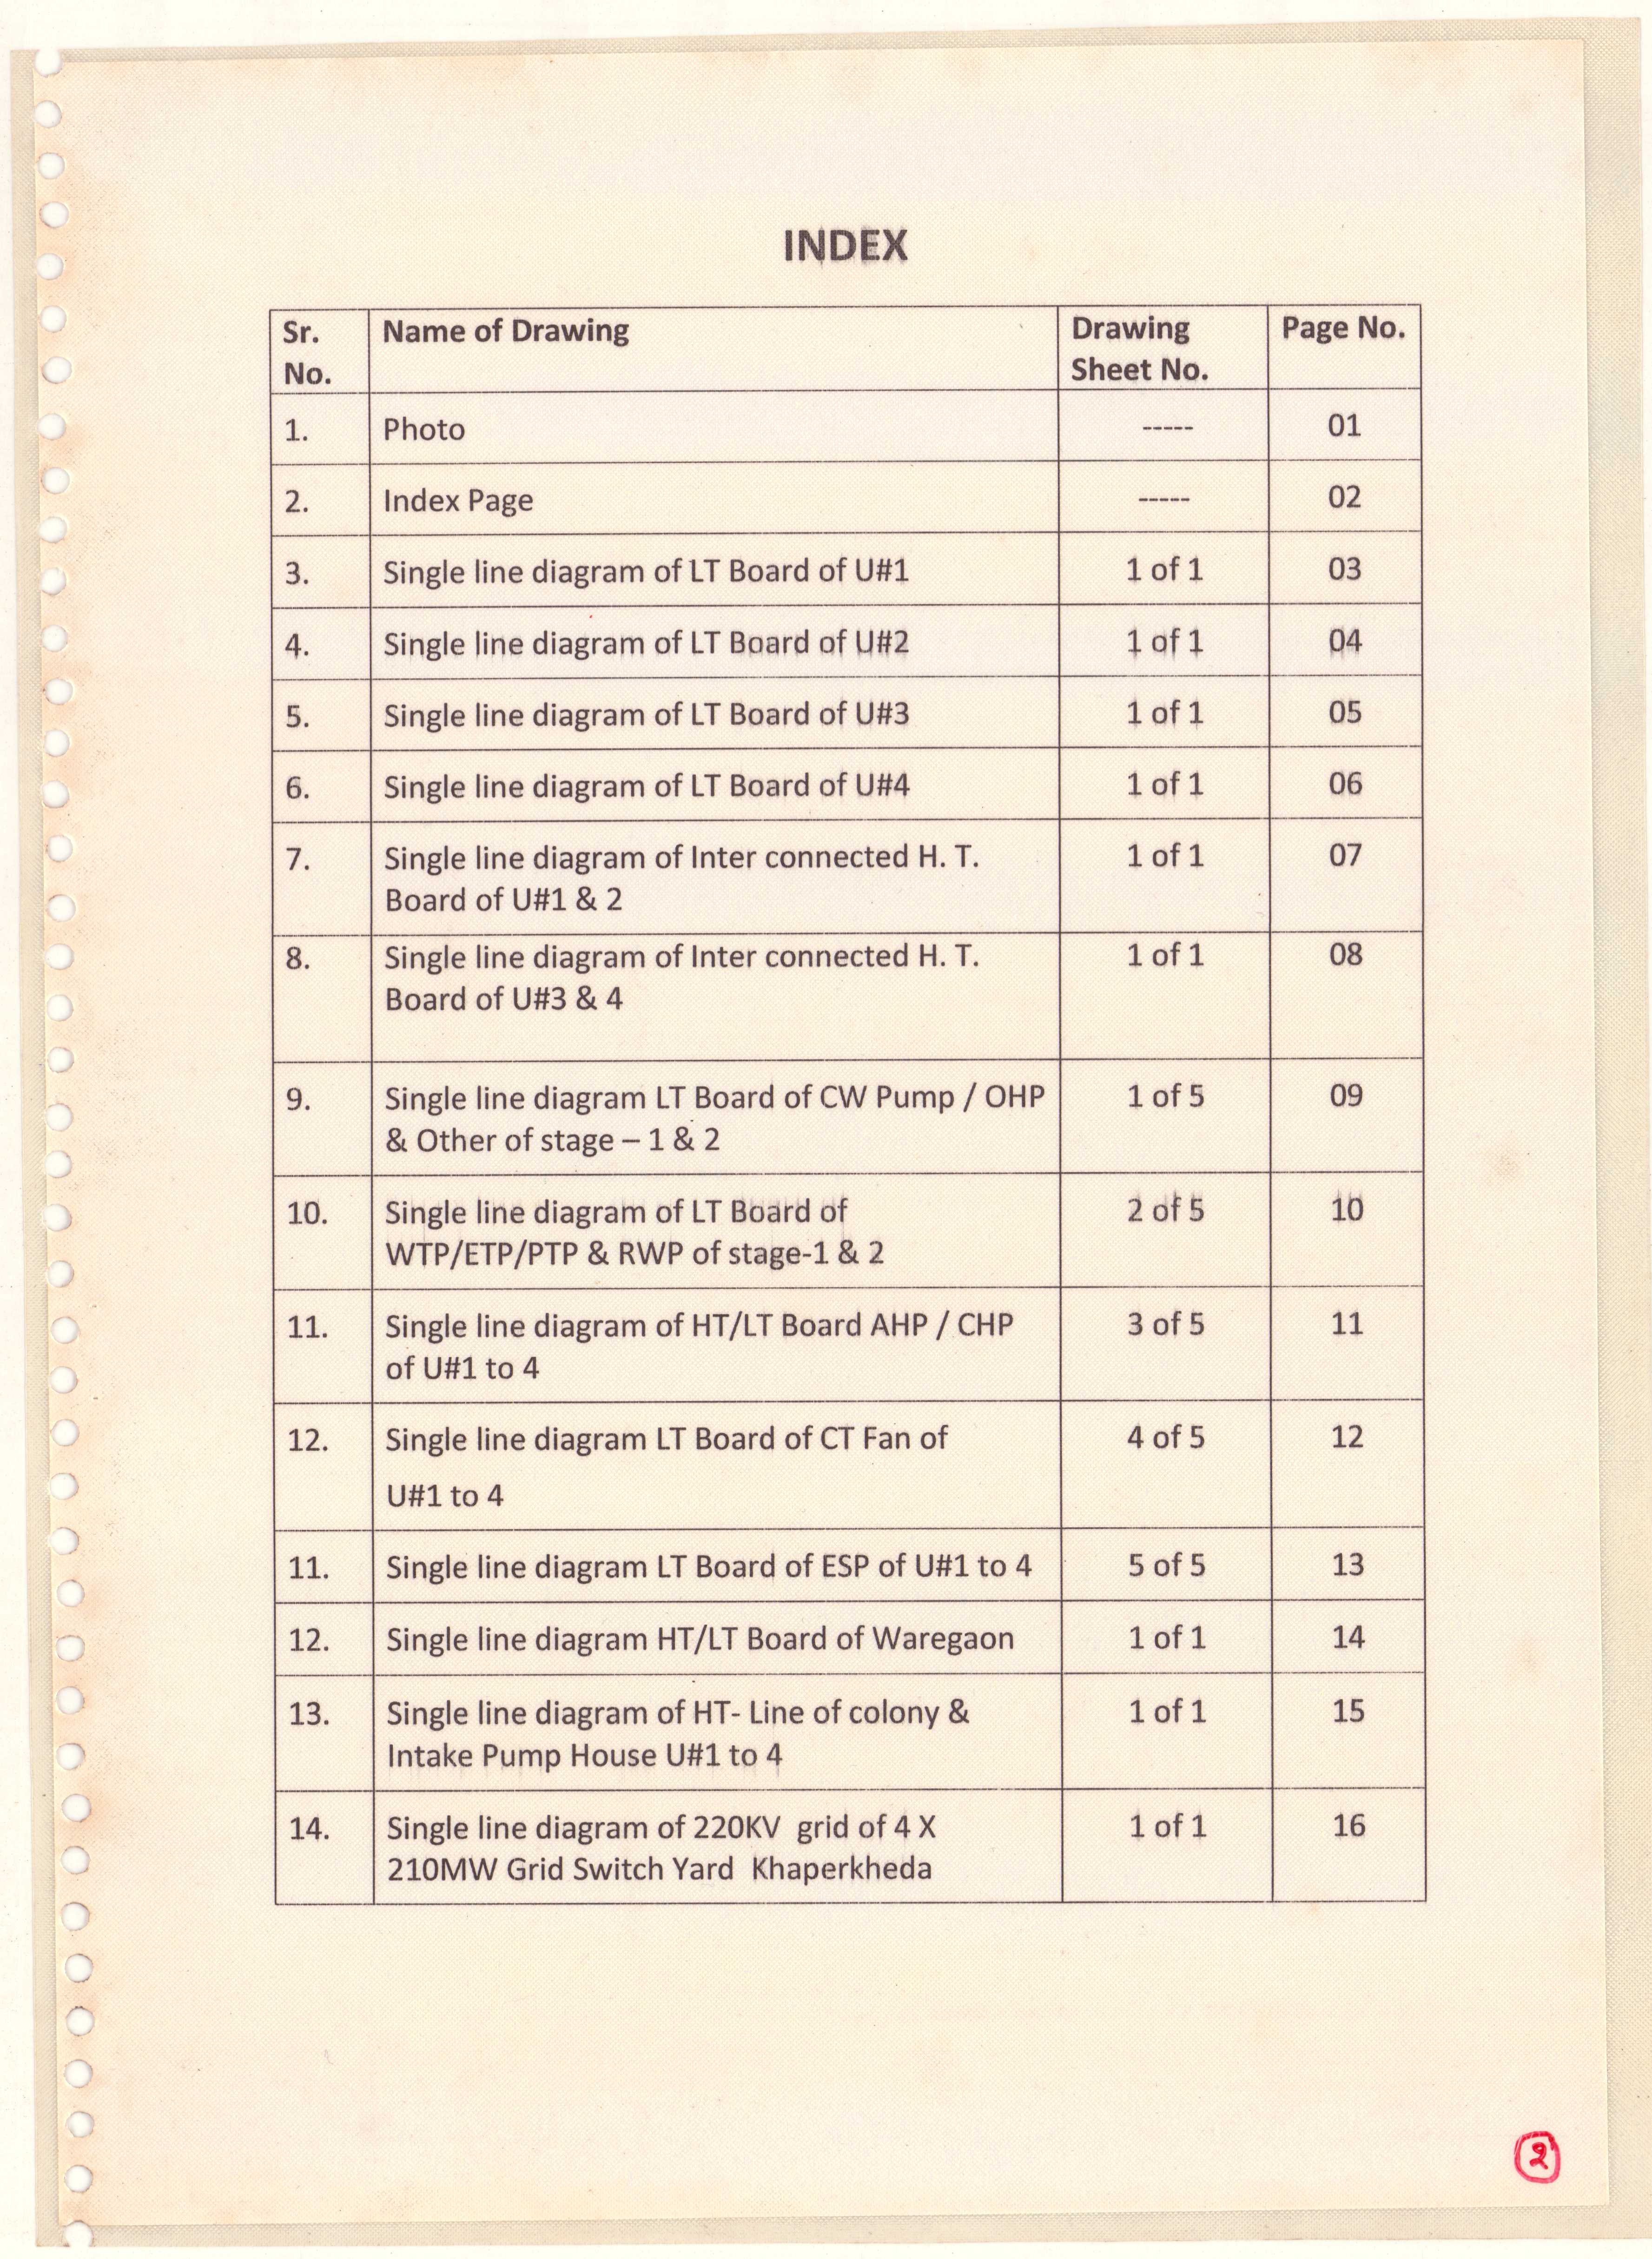 INDEX
Sr. No. Name of Drawing Drawing Sheet No. Page No.
1. Photo ----- 01
2. Index Page ----- 02
3. Single line diagram of LT Board of U#1 1 of 1 03
4. Single line diagram of LT Board of U#2 1 of 1 04
5. Single line diagram of LT Board of U#3 1 of 1 05
6. Single line diagram of LT Board of U#4 1 of 1 06
7. Single line diagram of Inter connected H. T. 1 of 1 07
Board of U#1 & 2
8. Single line diagram of Inter connected H. T. 1 of 1 08
Board of U#3 & 4
9. Single line diagram LT Board of CW Pump / OHP 1 of 5 09
& Other of stage – 1 & 2
10. Single line diagram of LT Board of 2 of 5 10
WTP/ETP/PTP & RWP of stage-1 & 2
11. Single line diagram of HT/LT Board AHP / CHP 3 of 5 11
of U#1 to 4
12. Single line diagram LT Board of CT Fan of 4 of 5 12
U#1 to 4
11. Single line diagram LT Board of ESP of U#1 to 4 5 of 5 13
12. Single line diagram HT/LT Board of Waregaon 1 of 1 14
13. Single line diagram of HT- Line of colony & 1 of 1 15
Intake Pump House U#1 to 4
14. Single line diagram of 220KV grid of 4 X 1 of 1 16
210MW Grid Switch Yard Khaperkheda
2